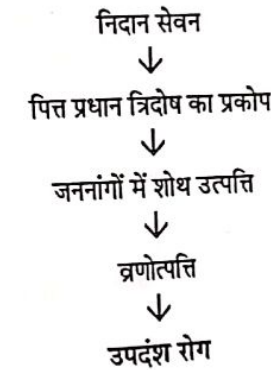 निदान सेवन
↓
पित्त प्रधान त्रिदोष का प्रकोप
↓
जननांगों में शोथ उत्पत्ति
↓
व्रणोत्पत्ति
↓
उपदंश रोग